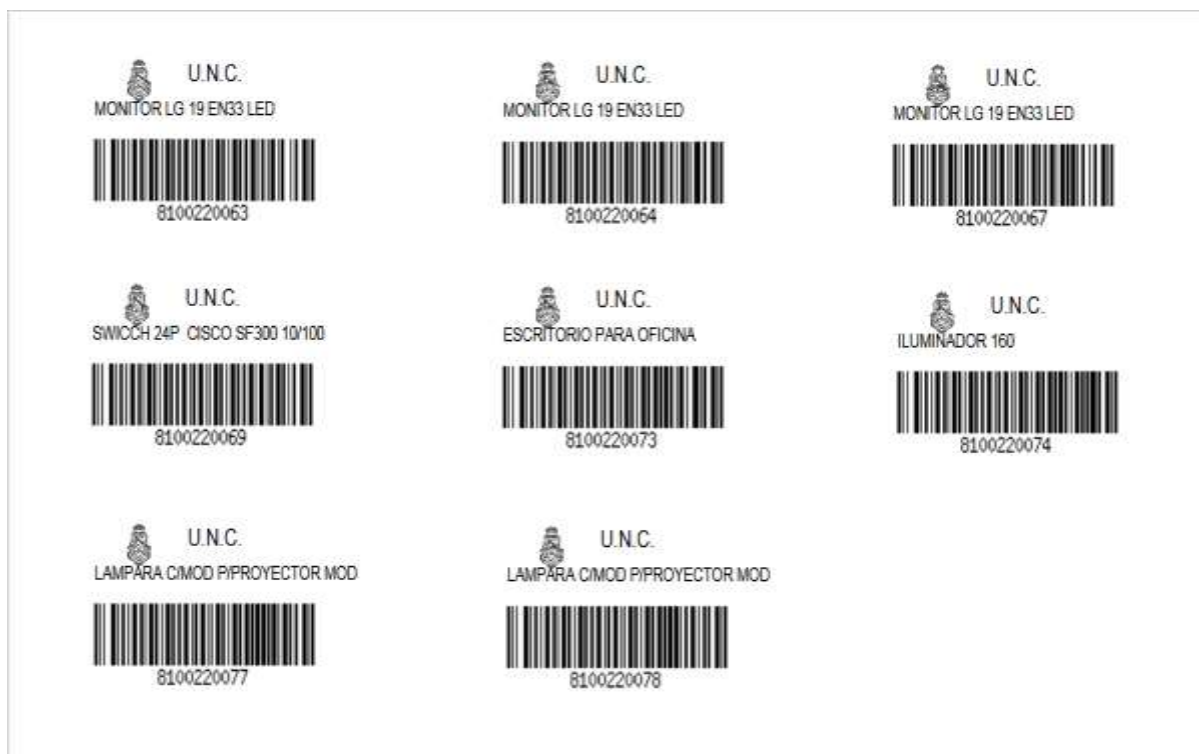 U.N.C.
MONITOR LG 19 EN33 LED
8100220063
U.N.C.
MONITOR LG 19 EN33 LED
8100220064
U.N.C.
MONITOR LG 19 EN33 LED
8100220067
U.N.C.
SWICCH 24P CISCO SF300 10/100
8100220069
U.N.C.
ESCRITORIO PARA OFICINA
8100220073
U.N.C.
ILUMINADOR 160
8100220074
U.N.C.
LAMPARA C/MOD P/PROYECTOR MOD
8100220077
U.N.C.
LAMPARA C/MOD P/PROYECTOR MOD
8100220078